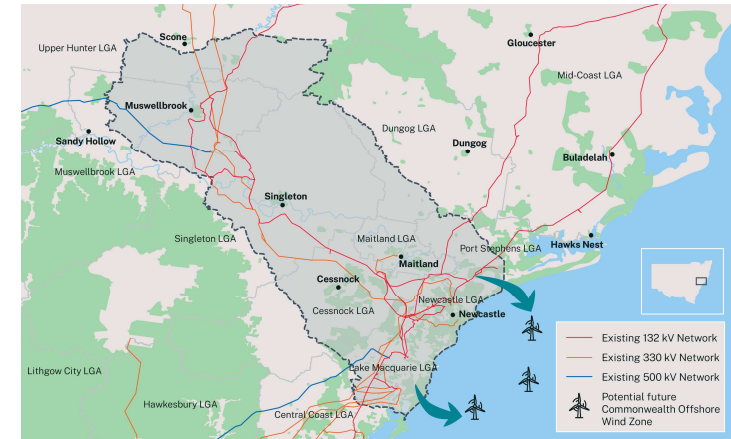 Scone
Upper Hunter LGA
Gloucester
Mid-Coast LGA
Muswellbrook
Dungog LGA
Sandy Hollow
Dungog
Buladelah
Muswellbrook LGA
Singleton
Singleton LGA
Maitland LGA
Port Stephens LGA
Hawks Nest
Maitland
Cessnock
Newcastle LGA
Cessnock LGA
Newcastle
Lake Macquarie LGA
Lithgow City LGA
Hawkesbury LGA
Central Coast LGA
Existing 132 kV Network
Existing 330 kV Network
Existing 500 kV Network
Potential future
Commonwealth Offshore
Wind Zone